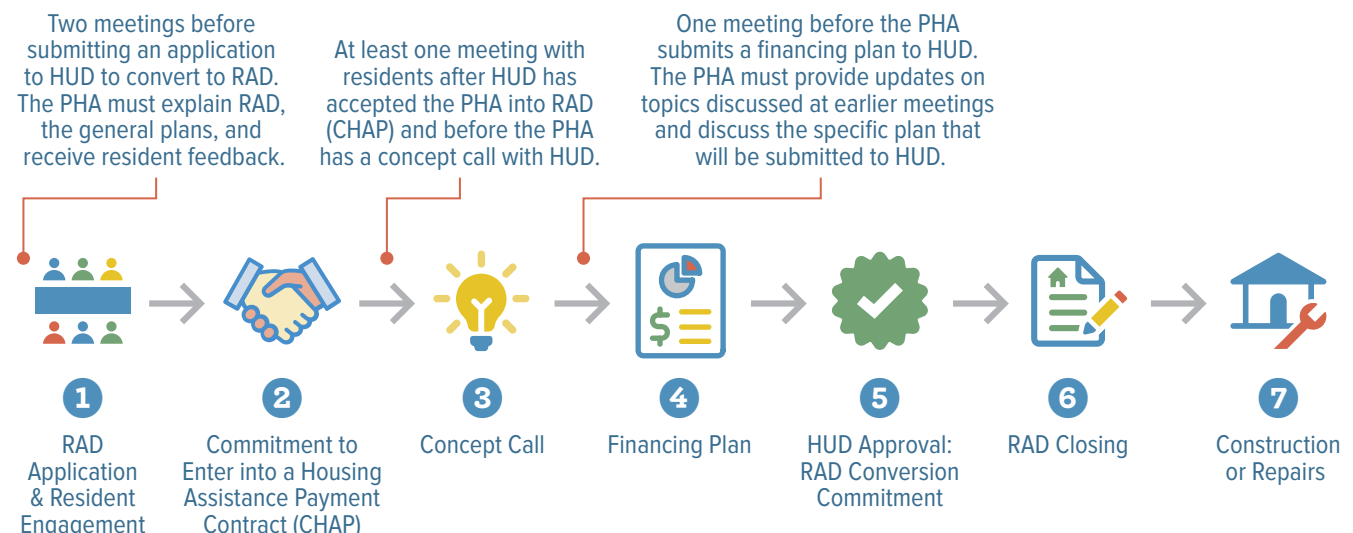 Two meetings before
submitting an application
to HUD to convert to RAD.
The PHA must explain RAD,
the general plans, and
receive resident feedback.
At least one meeting with
residents after HUD has
accepted the PHA into RAD
(CHAP) and before the PHA
has a concept call with HUD.
One meeting before the PHA
submits a financing plan to HUD.
The PHA must provide updates on
topics discussed at earlier meetings
and discuss the specific plan that
will be submitted to HUD.
$
1
RAD
Application
& Resident
Engagement
2
Commitment to
Enter into a Housing
Assistance Payment
Contract (CHAP)
3
Concept Call
4
Financing Plan
5
HUD Approval:
RAD Conversion
Commitment
6
RAD Closing
7
Construction
or Repairs